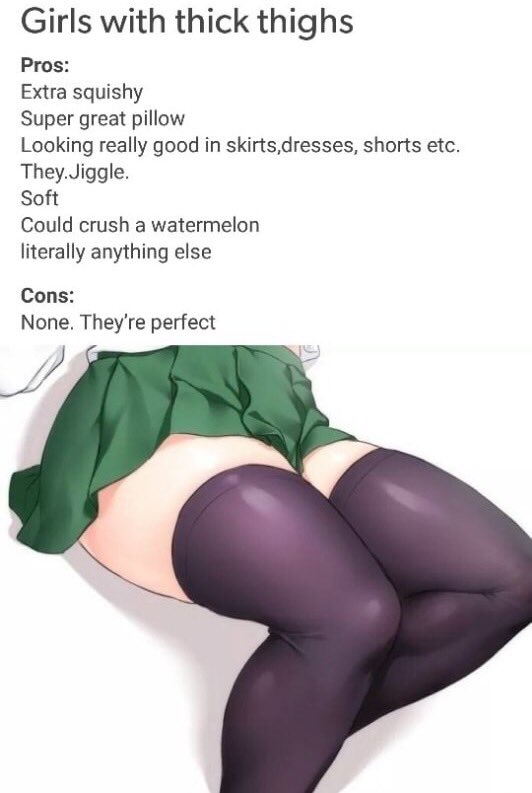 Girls with thick thighs
Pros:
Extra squishy
Super great pillow
Looking really good in skirts,dresses, shorts etc.
They.Jiggle.
Soft
Could crush a watermelon
literally anything else
Cons:
None. They’re perfect